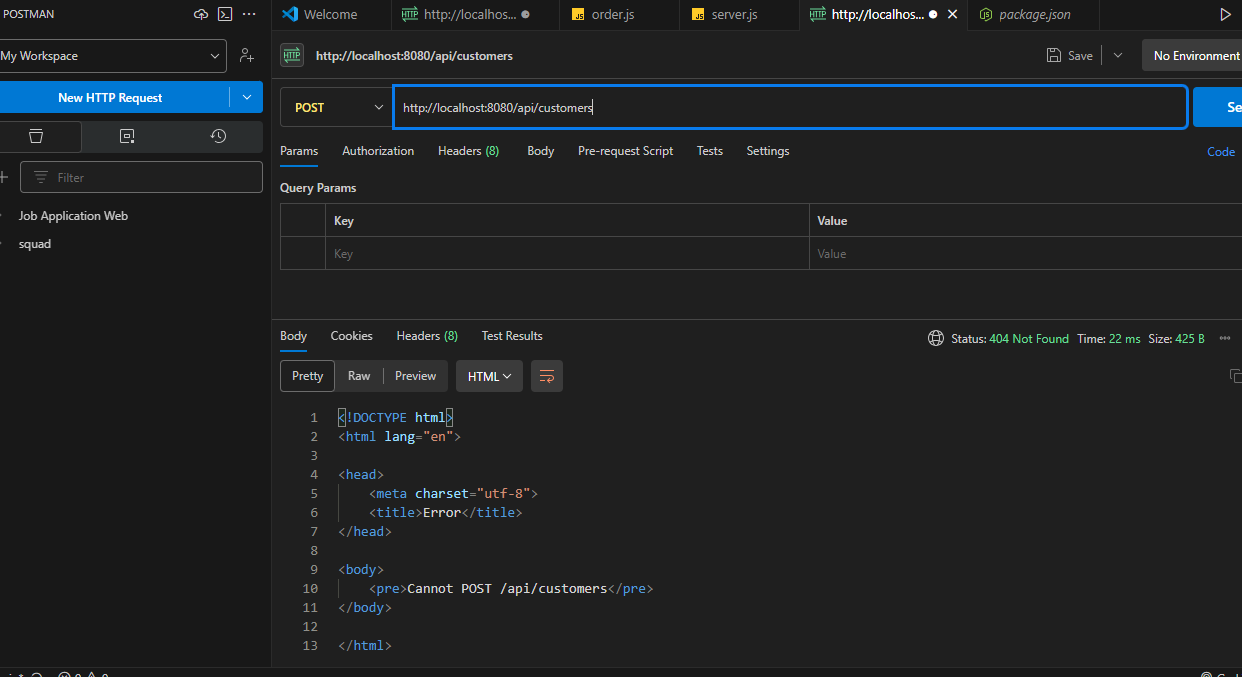 POSTMAN
Welcome
http://localhos...
order.js
server.js
http://localhos...
package.json
My Workspace
http://localhost:8080/api/customers
Save
No Environment
New HTTP Request
POST
http://localhost:8080/api/customers
Se
Params
Authorization
Headers (8)
Body
Pre-request Script
Tests
Settings
Code
Filter
Query Params
Job Application Web
squad
Key
Value
Key
Value
Body
Cookies
Headers (8)
Test Results
Status: 404 Not Found
Time: 22 ms
Size: 425 B
Pretty
Raw
Preview
HTML
1 <!DOCTYPE html>
2 <html lang="en">
3
4 <head>
5 <meta charset="utf-8">
6 <title>Error</title>
7 </head>
8
9 <body>
10 <pre>Cannot POST /api/customers</pre>
11 </body>
12
13 </html>